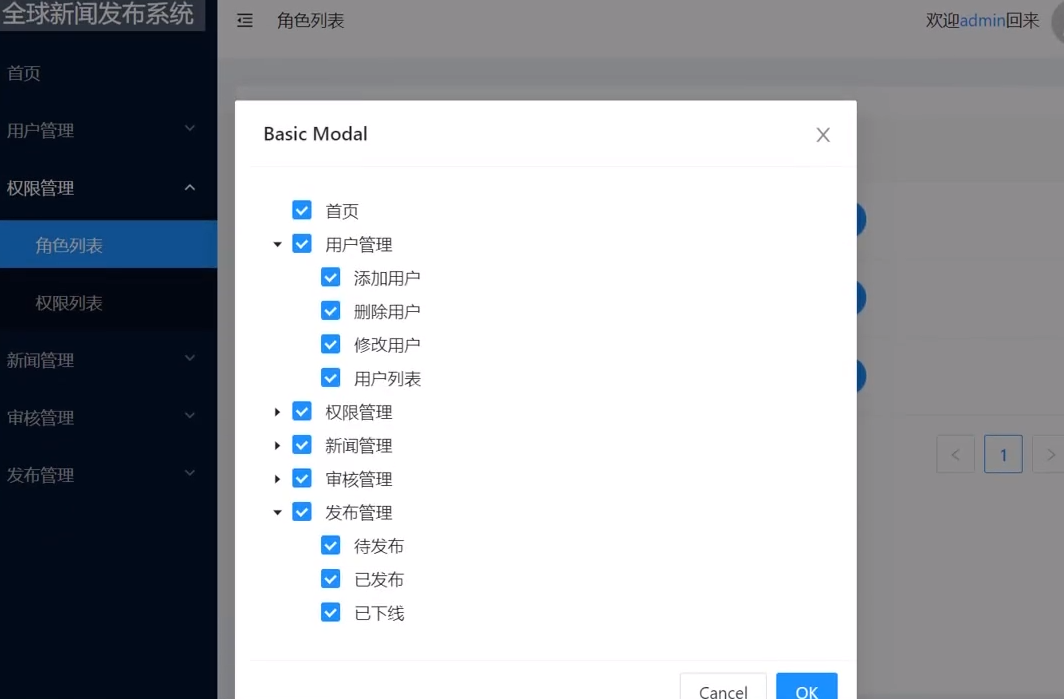 全球新闻发布系统
角色列表
欢迎admin回来
首页
用户管理
权限管理
角色列表
权限列表
新闻管理
审核管理
发布管理
Basic Modal
首页
用户管理
添加用户
删除用户
修改用户
用户列表
权限管理
新闻管理
审核管理
发布管理
待发布
已发布
已下线
1
Cancel
OK